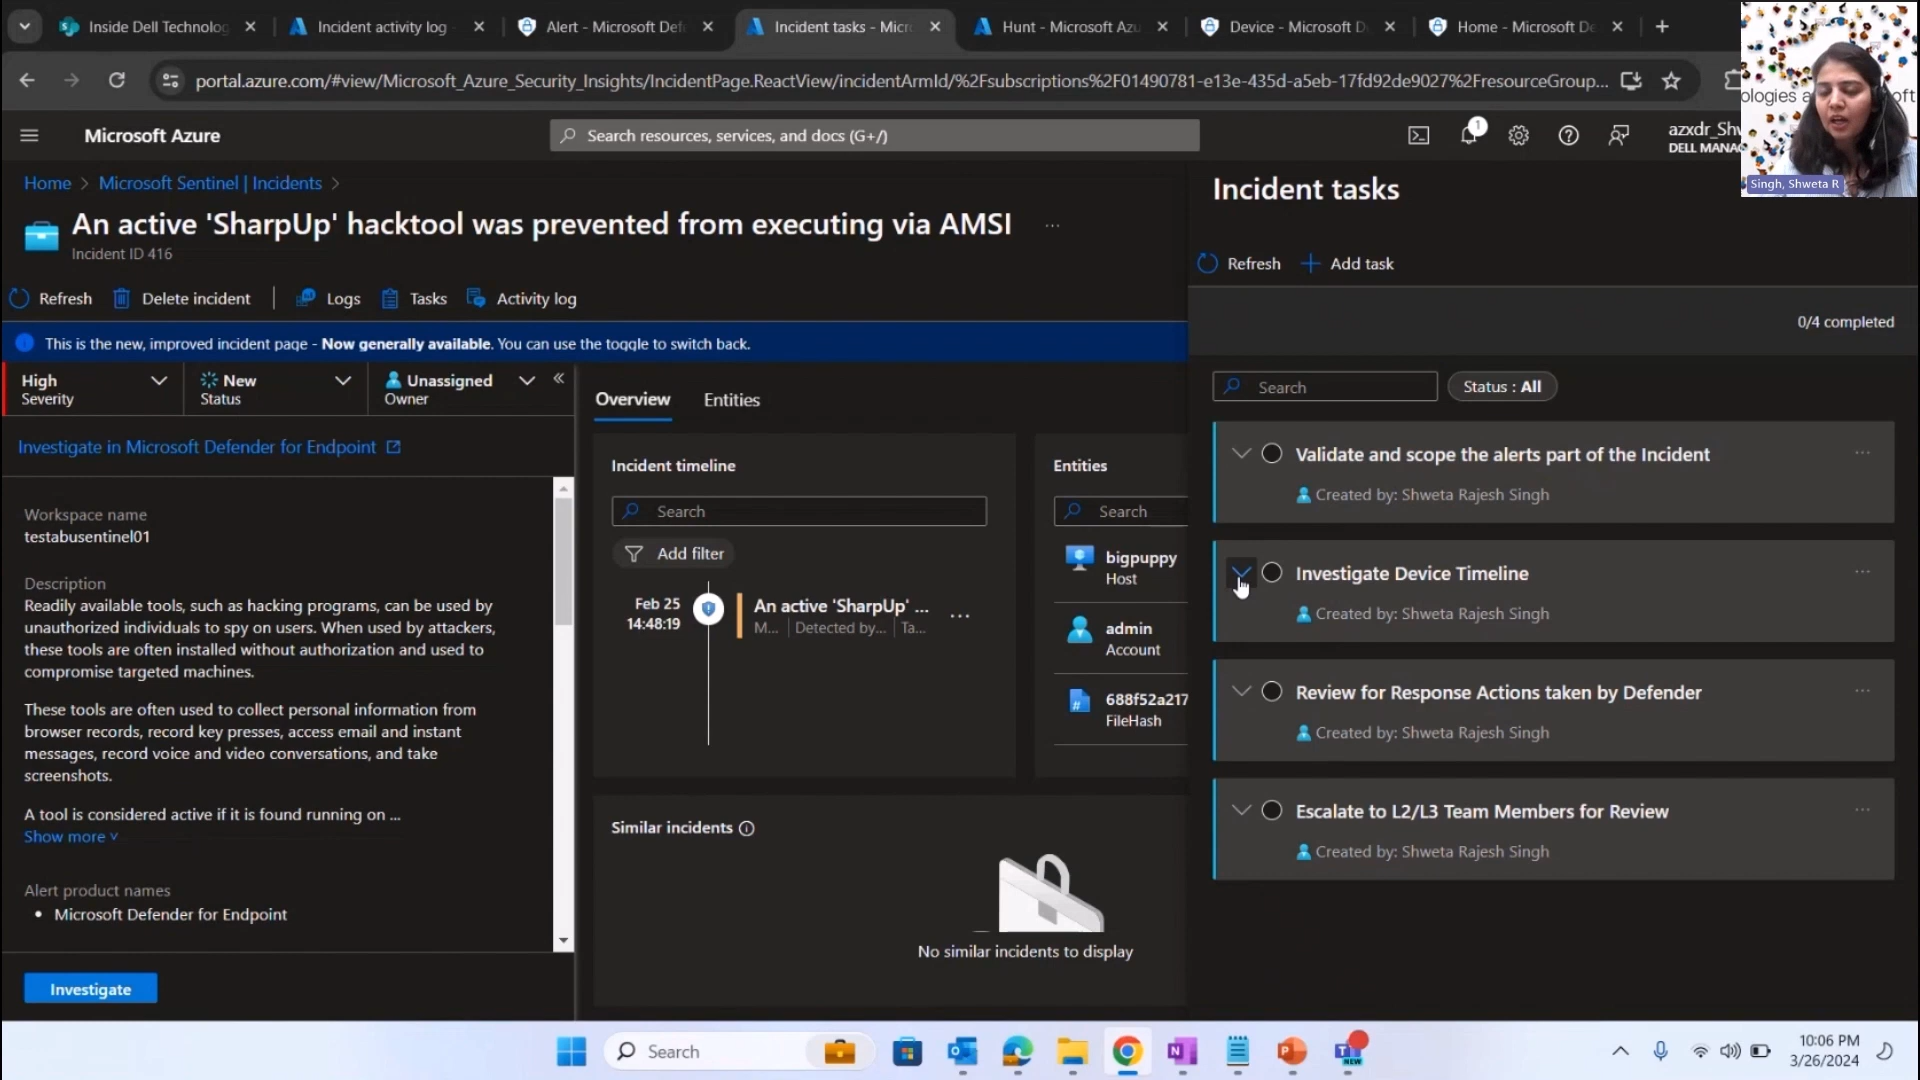 Inside Dell Technolog
Incident activity log
Alert - Microsoft Def
Incident tasks - Micr
Hunt - Microsoft Azu
Device - Microsoft D
Home - Microsoft De
portal.azure.com/#view/Microsoft_Azure_Security_Insights/IncidentPage.ReactView/incidentArmId/%2Fsubscriptions%2F01490781-e13e-435d-a5eb-17fd92de9027%2FresourceGroup...
ologies a
oft
Microsoft Azure
Search resources, services, and docs (G+/)
1
azxdr_Shw
DELL MANAG
Singh, Shweta R
Home > Microsoft Sentinel | Incidents >
An active 'SharpUp' hacktool was prevented from executing via AMSI ...
Incident ID 416
Refresh Delete incident Logs Tasks Activity log
This is the new, improved incident page - Now generally available. You can use the toggle to switch back.
High
Severity
New
Status
Unassigned
Owner
Investigate in Microsoft Defender for Endpoint
Workspace name
testabusentinel01
Description
Readily available tools, such as hacking programs, can be used by
unauthorized individuals to spy on users. When used by attackers,
these tools are often installed without authorization and used to
compromise targeted machines.
These tools are often used to collect personal information from
browser records, record key presses, access email and instant
messages, record voice and video conversations, and take
screenshots.
A tool is considered active if it is found running on ...
Show more
Alert product names
• Microsoft Defender for Endpoint
Investigate
Overview Entities
Incident timeline
Search
Add filter
Feb 25
14:48:19
An active 'SharpUp' ...
M... | Detected by... | Ta...
Entities
Search
bigpuppy
Host
admin
Account
688f52a217
FileHash
Similar incidents
No similar incidents to display
Incident tasks
Refresh + Add task
0/4 completed
Search
Status : All
Validate and scope the alerts part of the Incident
Created by: Shweta Rajesh Singh
Investigate Device Timeline
Created by: Shweta Rajesh Singh
Review for Response Actions taken by Defender
Created by: Shweta Rajesh Singh
Escalate to L2/L3 Team Members for Review
Created by: Shweta Rajesh Singh
Search
NEW
10:06 PM
3/26/2024